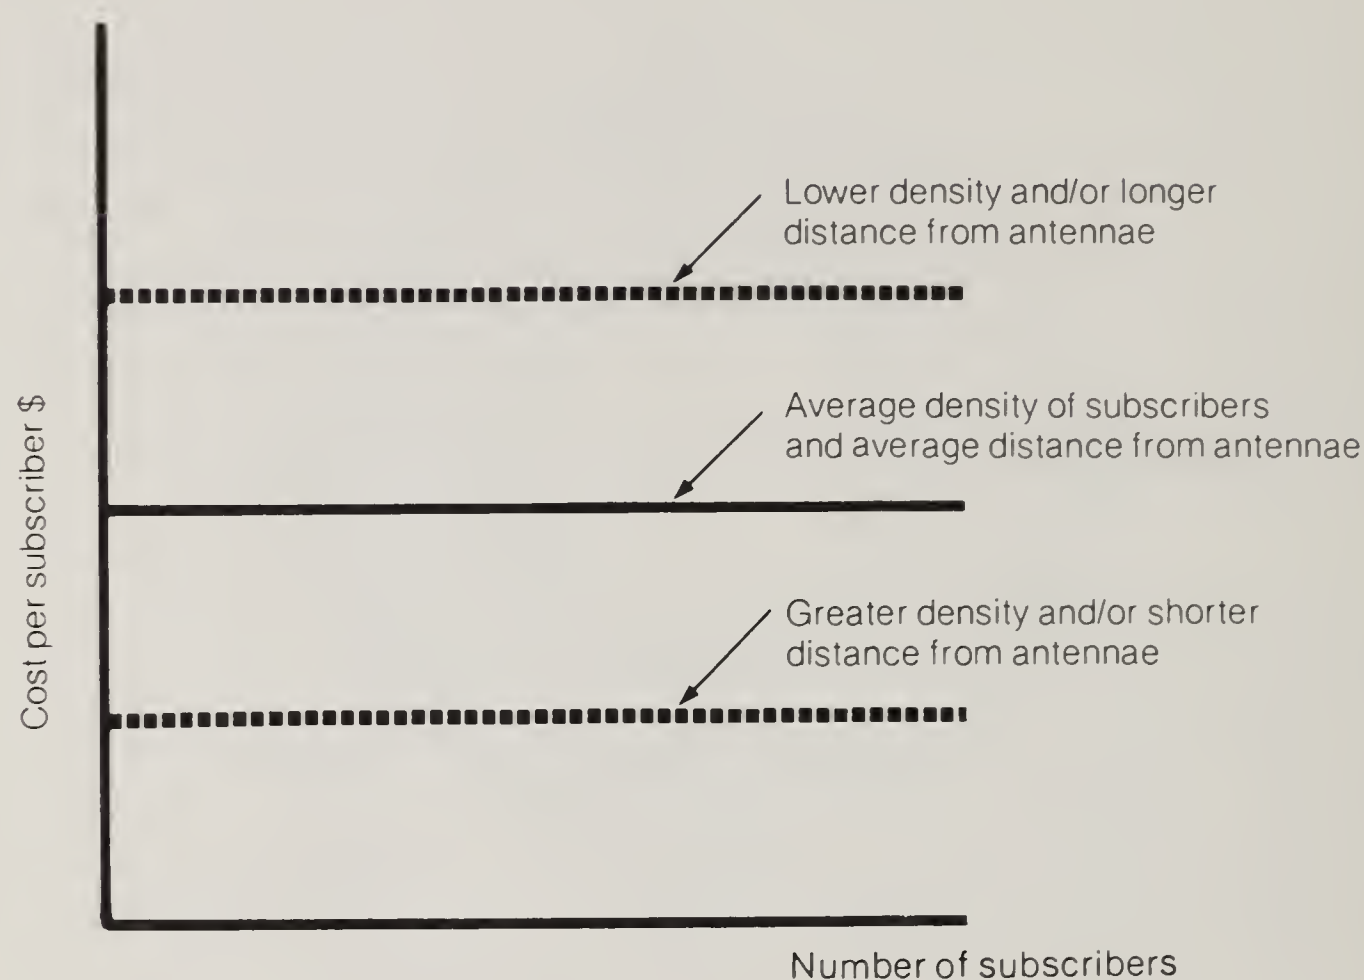 Lower density and/or longer
distance from antennae
Average density of subscribers
and average distance from antennae
Greater density and/or shorter
distance from antennae
Cost per subscriber $
Number of subscribers